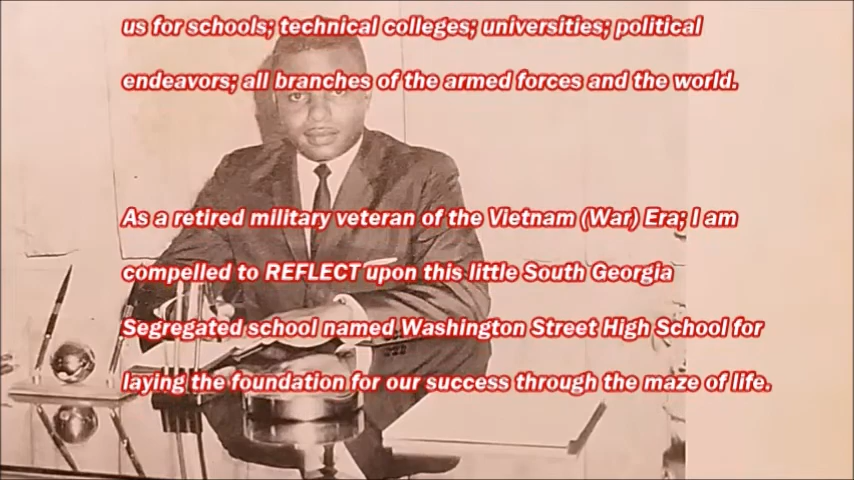 us for schools; technical colleges; universities; political
endeavors; all branches of the armed forces and the world.
As a retired military veteran of the Vietnam (War) Era; I am
compelled to REFLECT upon this little South Georgia
Segregated school named Washington Street High School for
laying the foundation for our success through the maze of life.